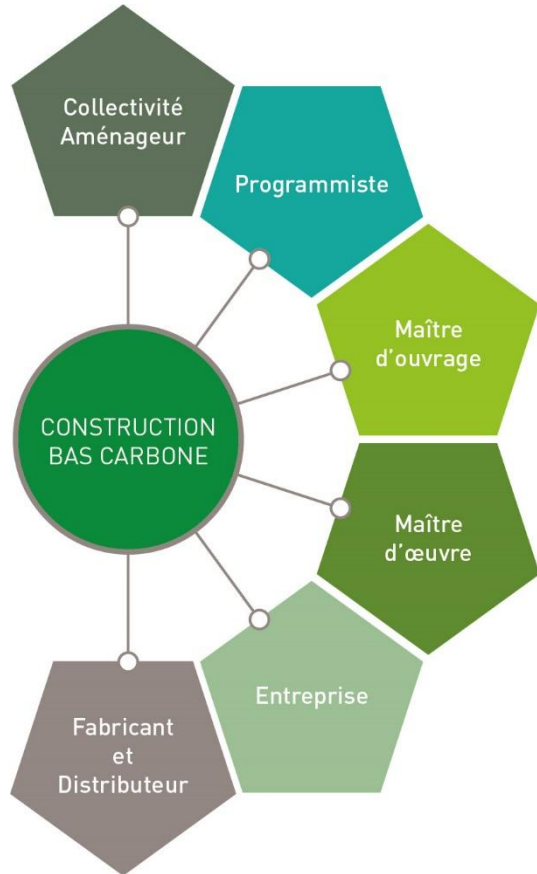 Collectivité
Aménageur
Programmiste
Maître
d'ouvrage
CONSTRUCTION
BAS CARBONE
Maître
d'œuvre
Entreprise
Fabricant
et
Distributeur